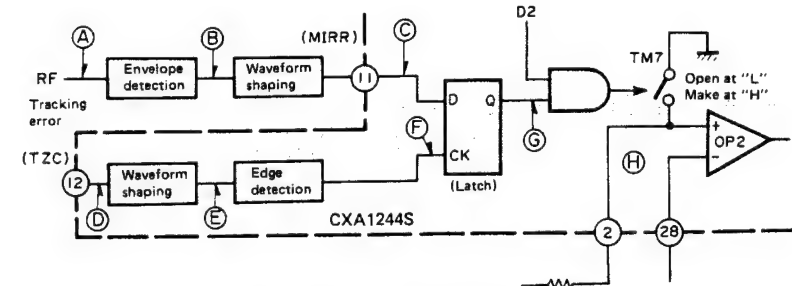 D2
(MIRR)
A
B
C
TM7
RF
Envelope
detection
Waveform
shaping
11
Open at "L"
Make at "H"
Tracking
error
D
Q
F
G
CK
(Latch)
+
OP2
−
H
(TZC)
12
Waveform
shaping
Edge
detection
D
E
CXA1244S
2
28